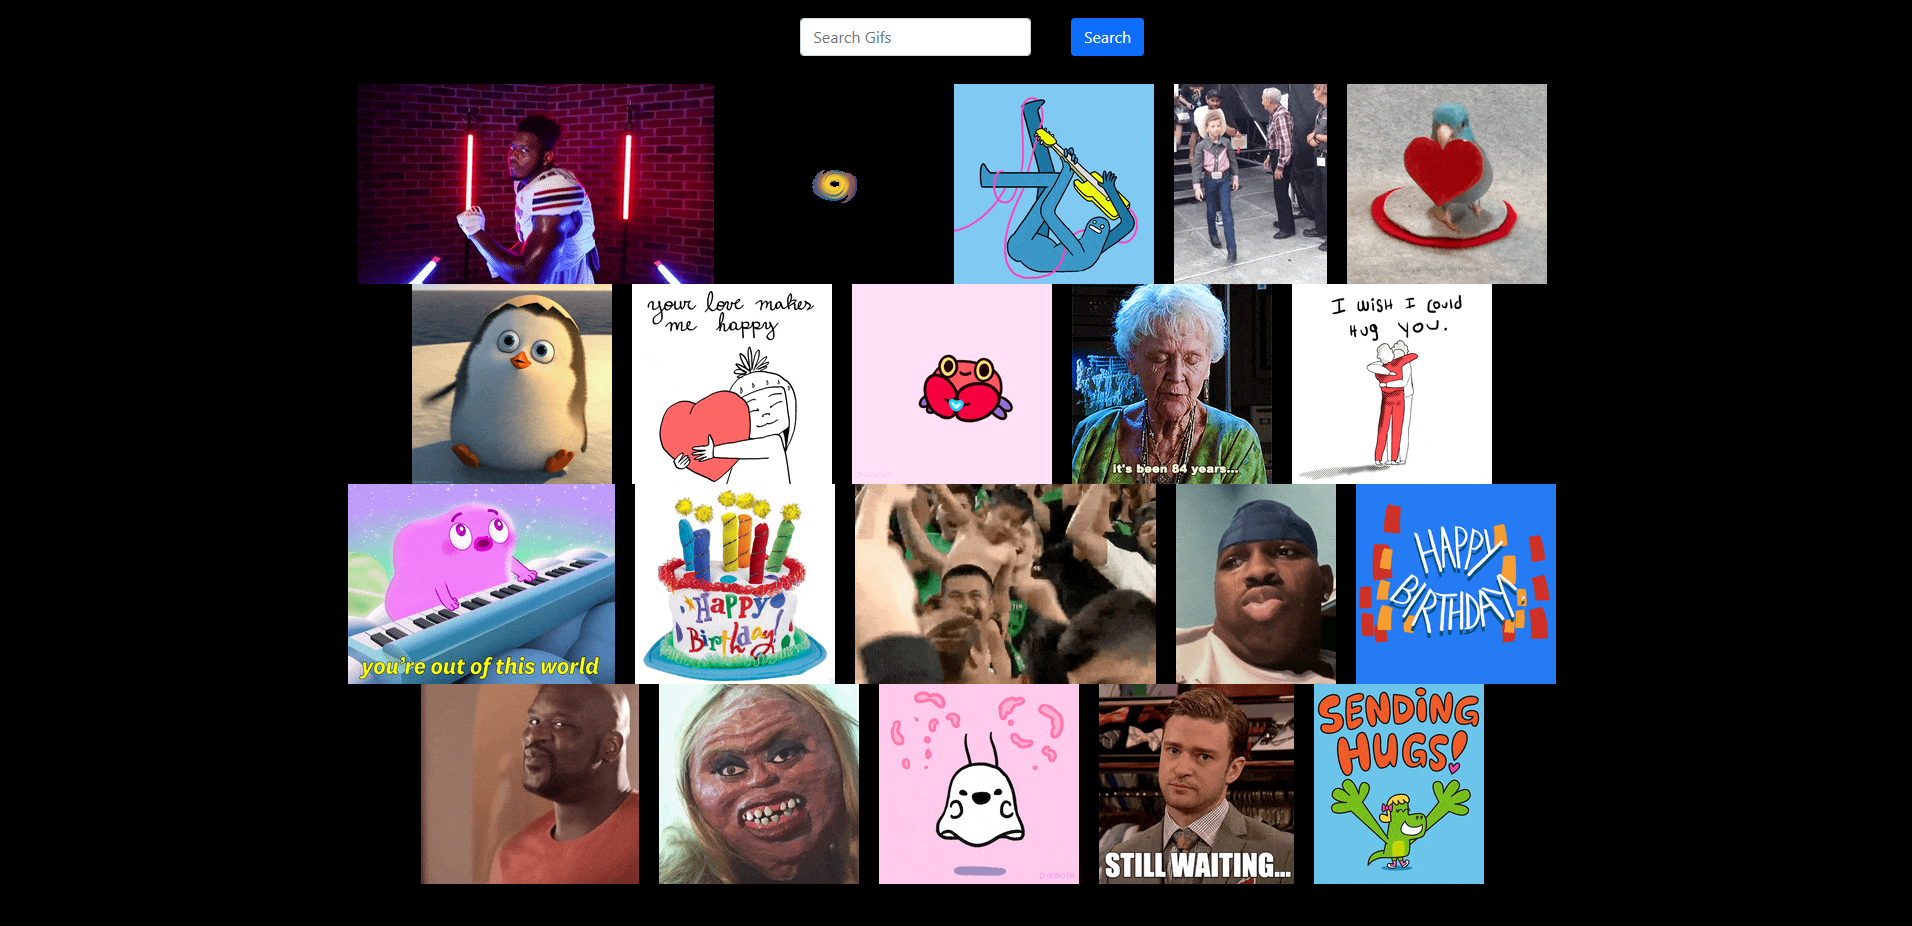 Search Gifs
Search
your love makes
me happy
it's been 84 years...
I WISH I COULD
HUG YOU.
you're out of this world
Happy
Birthday!
HAPPY
BIRTHDAY
SENDING
HUGS!
STILL WAITING...
pikaole